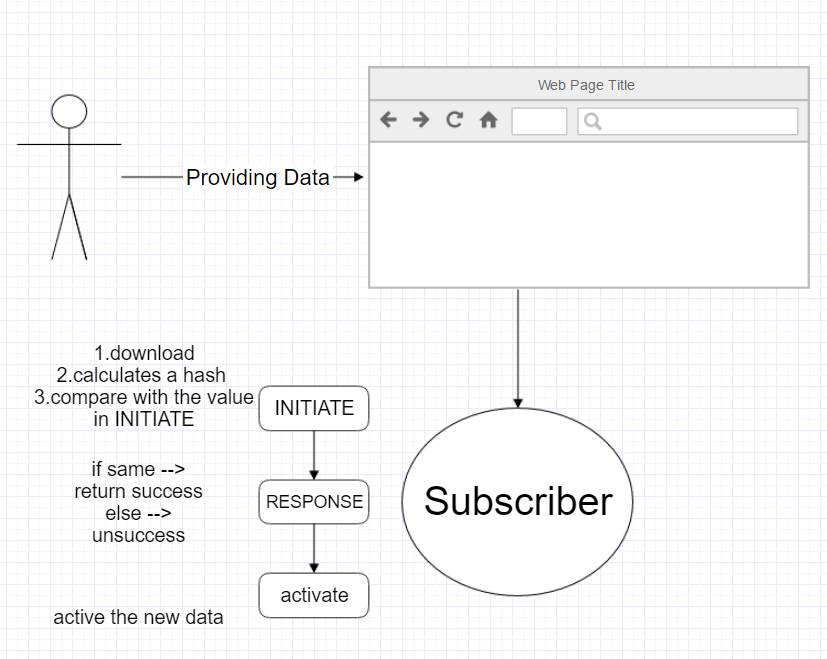 Web Page Title
Providing Data
1.download
2.calculates a hash
3.compare with the value
in INITIATE
INITIATE
if same -->
return success
else -->
unsuccess
RESPONSE
Subscriber
activate
active the new data